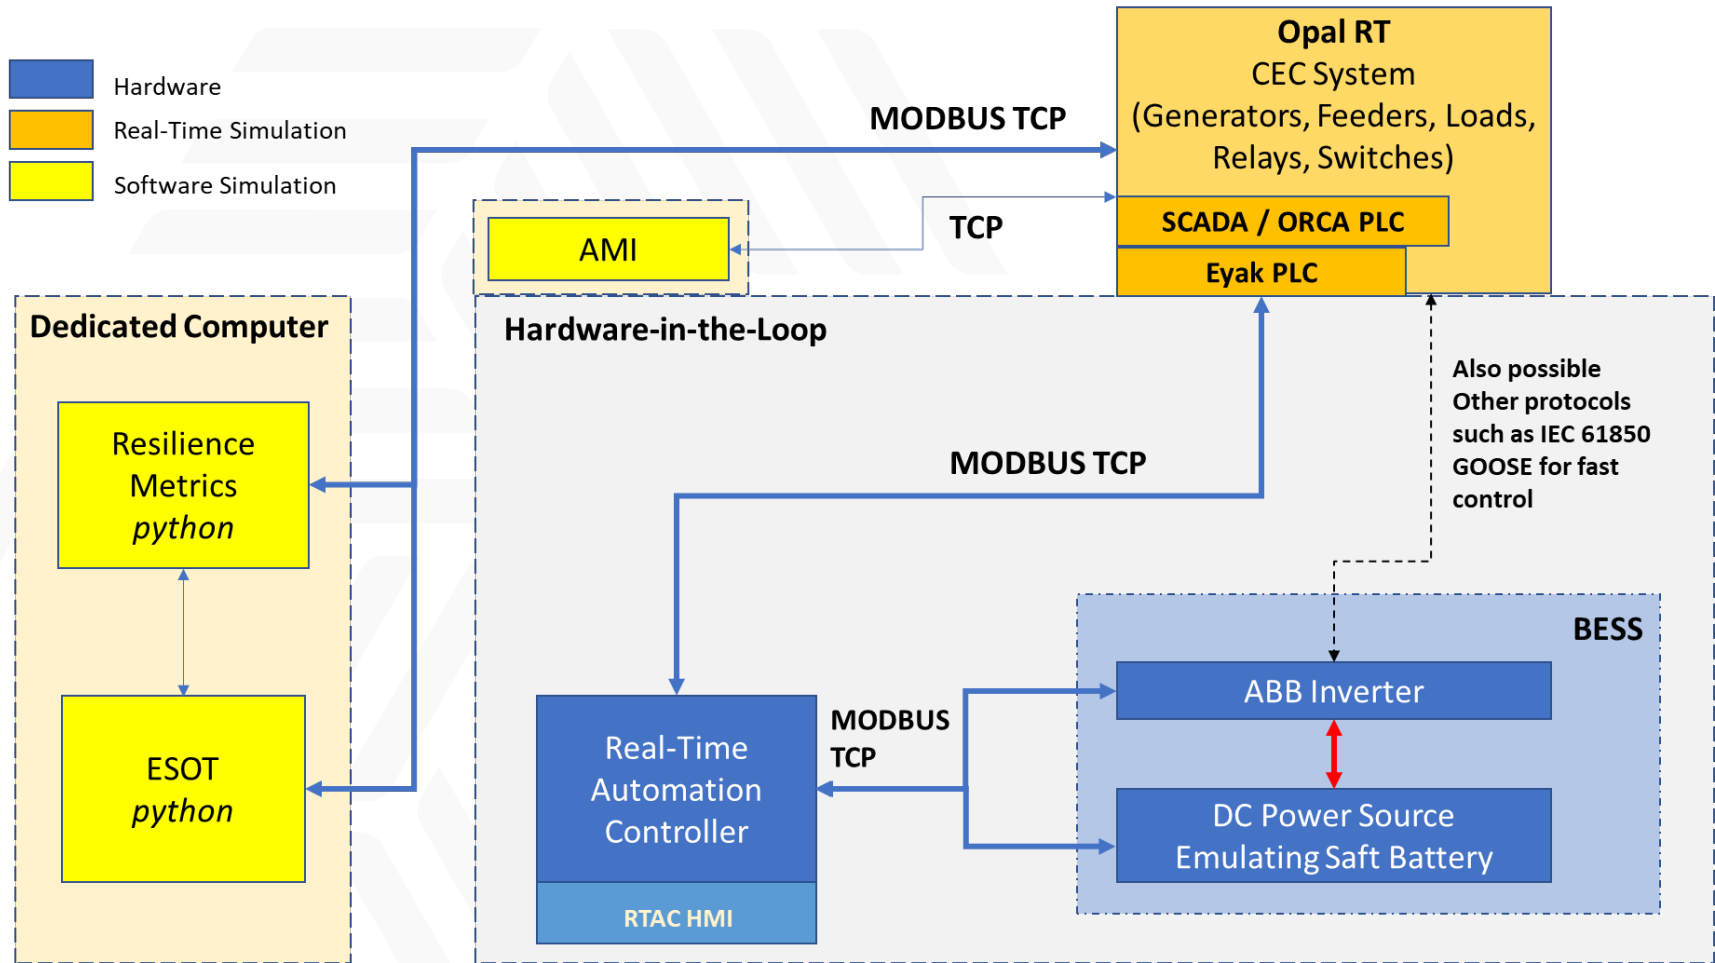 Hardware
Real-Time Simulation
Software Simulation
Opal RT
CEC System
(Generators, Feeders, Loads,
Relays, Switches)
SCADA / ORCA PLC
Eyak PLC
MODBUS TCP
TCP
AMI
Dedicated Computer
Resilience
Metrics
python
ESOT
python
Hardware-in-the-Loop
MODBUS TCP
Also possible
Other protocols
such as IEC 61850
GOOSE for fast
control
Real-Time
Automation
Controller
RTAC HMI
MODBUS
TCP
BESS
ABB Inverter
DC Power Source
Emulating Saft Battery